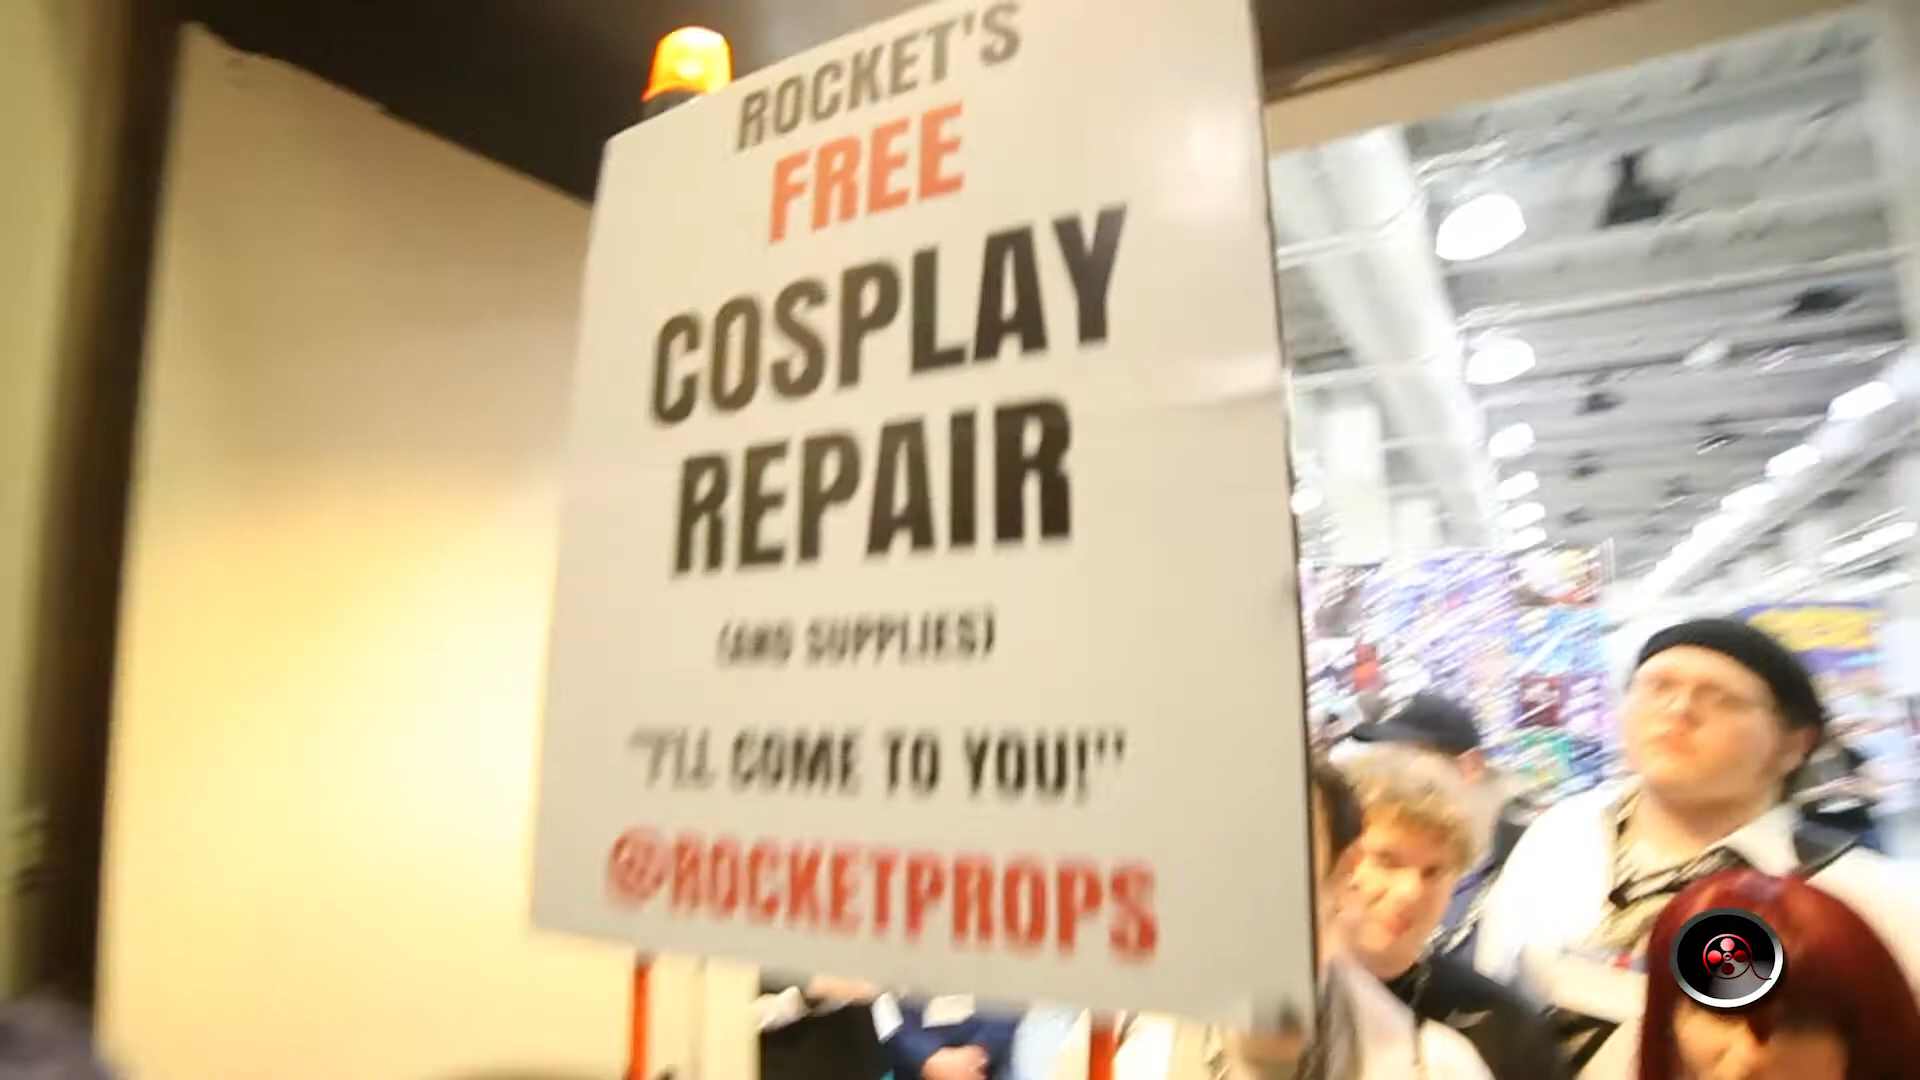 ROCKET'S
FREE
COSPLAY
REPAIR
(AND SUPPLIES)
"I'LL COME TO YOU!"
@ROCKETPROPS